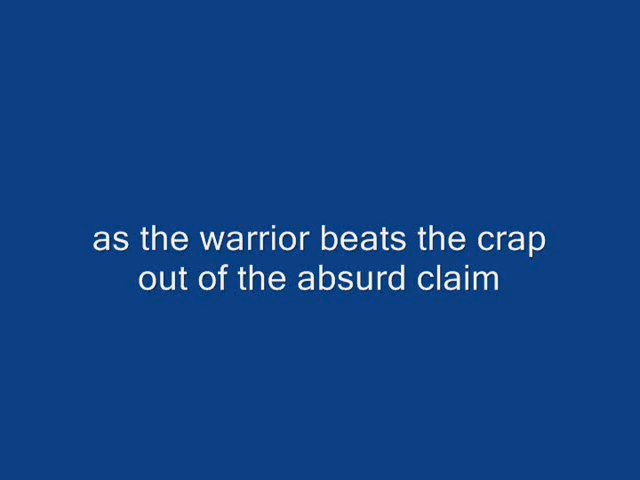 as the warrior beats the crap
out of the absurd claim